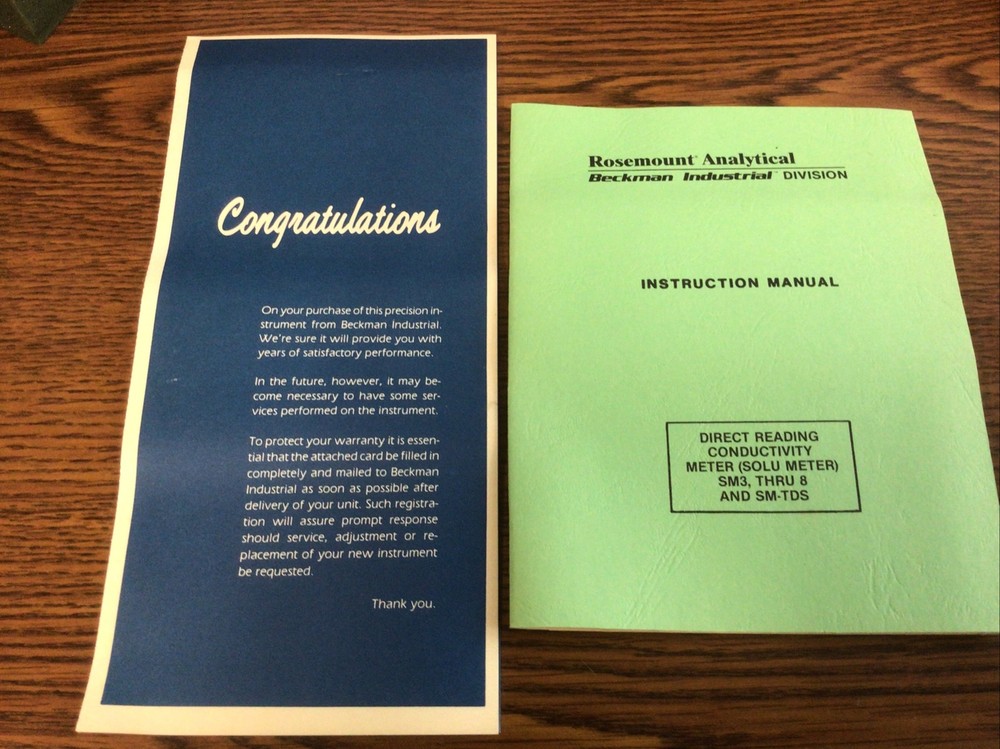 Congratulations
On your purchase of this precision in-
strument from Beckman Industrial.
We're sure it will provide you with
years of satisfactory performance.
In the future, however, it may be-
come necessary to have some ser-
vices performed on the instrument.
To protect your warranty it is essen-
tial that the attached card be filled in
completely and mailed to Beckman
Industrial as soon as possible after
delivery of your unit. Such registra-
tion will assure prompt response
should service, adjustment or re-
placement of your new instrument
be requested.
Thank you.
Rosemount Analytical
Beckman Industrial DIVISION
INSTRUCTION MANUAL
DIRECT READING
CONDUCTIVITY
METER (SOLU METER)
SM3, THRU 8
AND SM-TDS